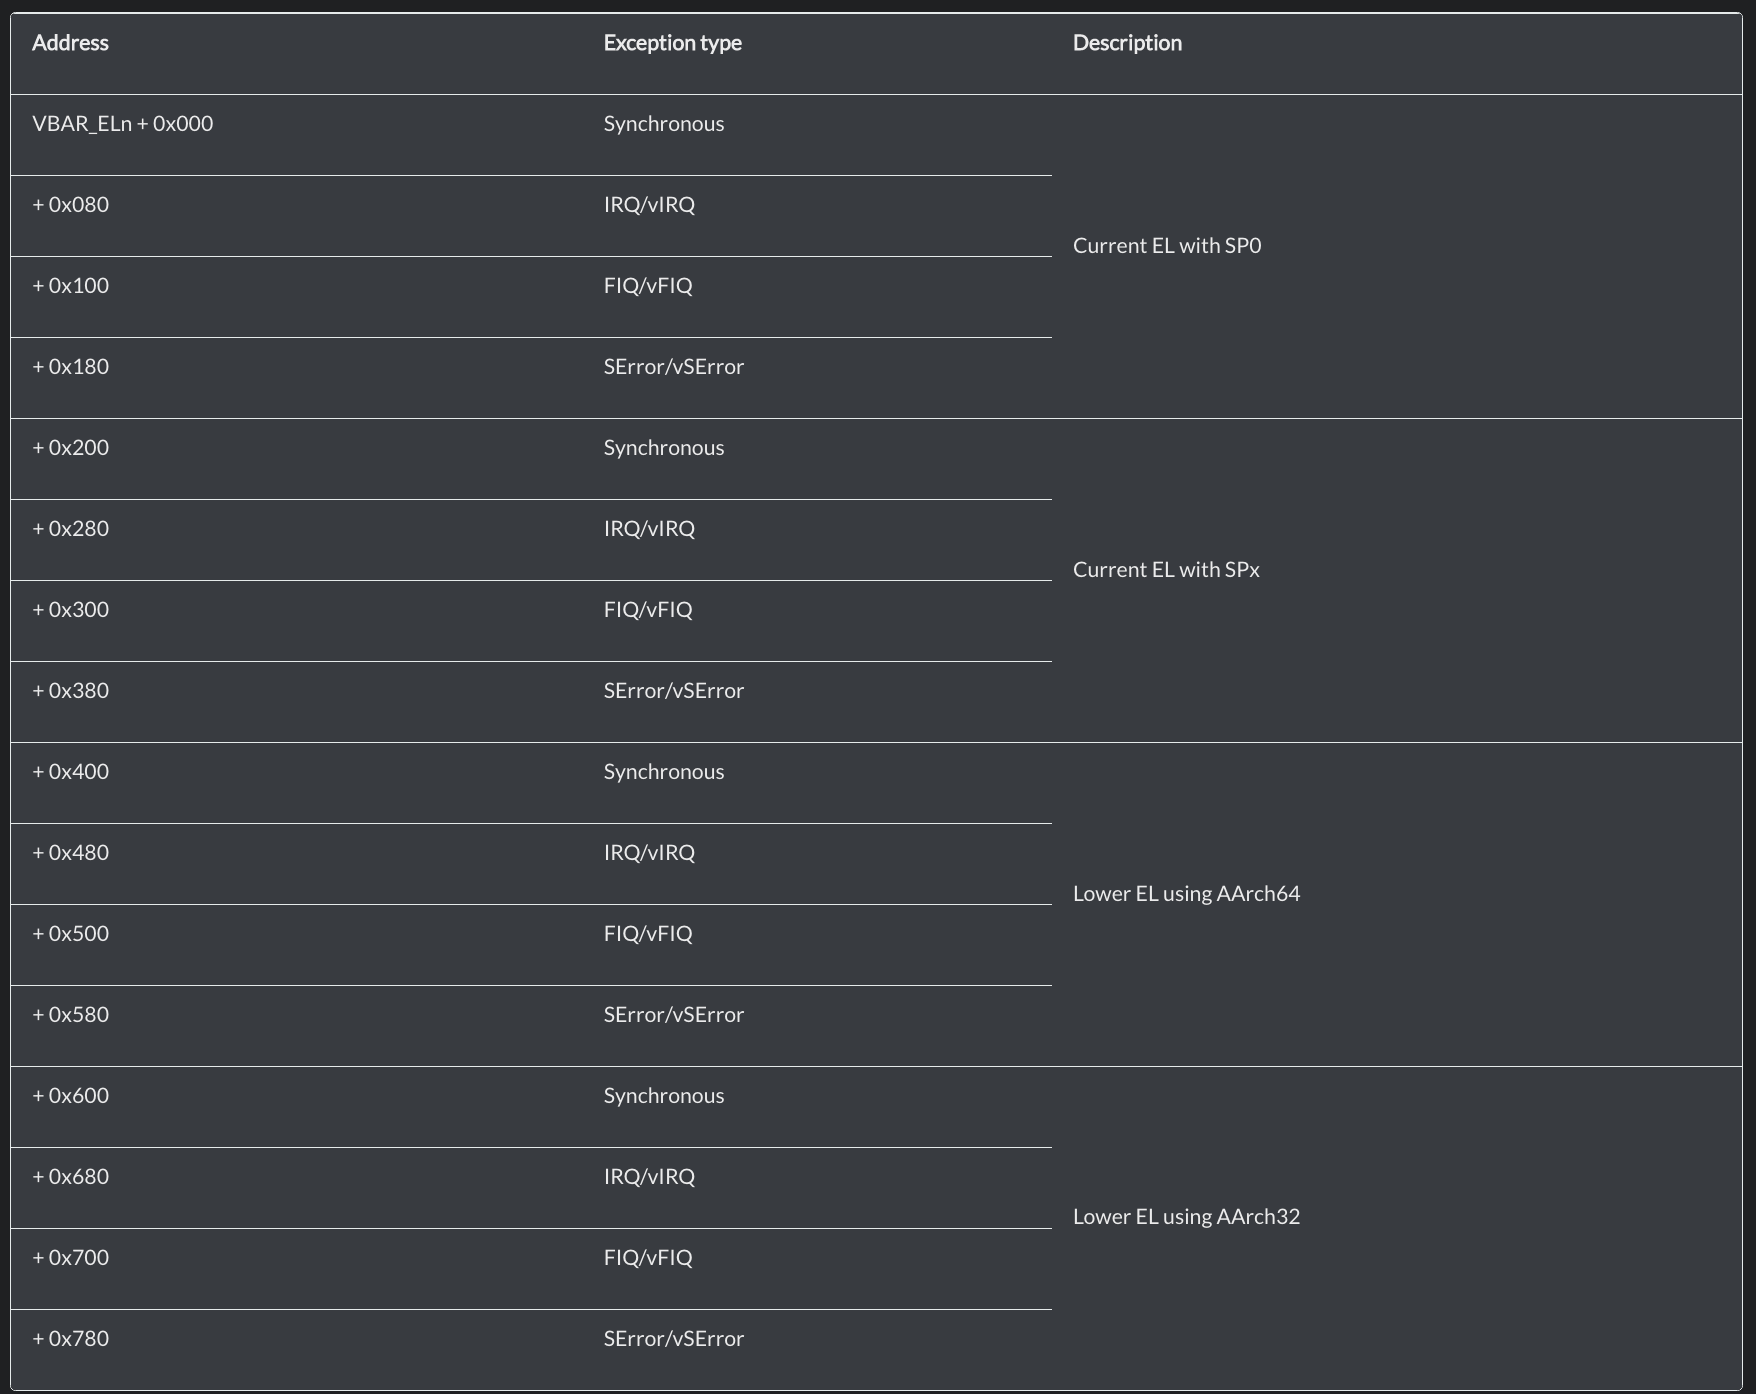 Address Exception type Description
VBAR_ELn + 0x000 Synchronous
+ 0x080 IRQ/vIRQ
Current EL with SP0
+ 0x100 FIQ/vFIQ
+ 0x180 SError/vSError
+ 0x200 Synchronous
+ 0x280 IRQ/vIRQ
Current EL with SPx
+ 0x300 FIQ/vFIQ
+ 0x380 SError/vSError
+ 0x400 Synchronous
+ 0x480 IRQ/vIRQ
Lower EL using AArch64
+ 0x500 FIQ/vFIQ
+ 0x580 SError/vSError
+ 0x600 Synchronous
+ 0x680 IRQ/vIRQ
Lower EL using AArch32
+ 0x700 FIQ/vFIQ
+ 0x780 SError/vSError